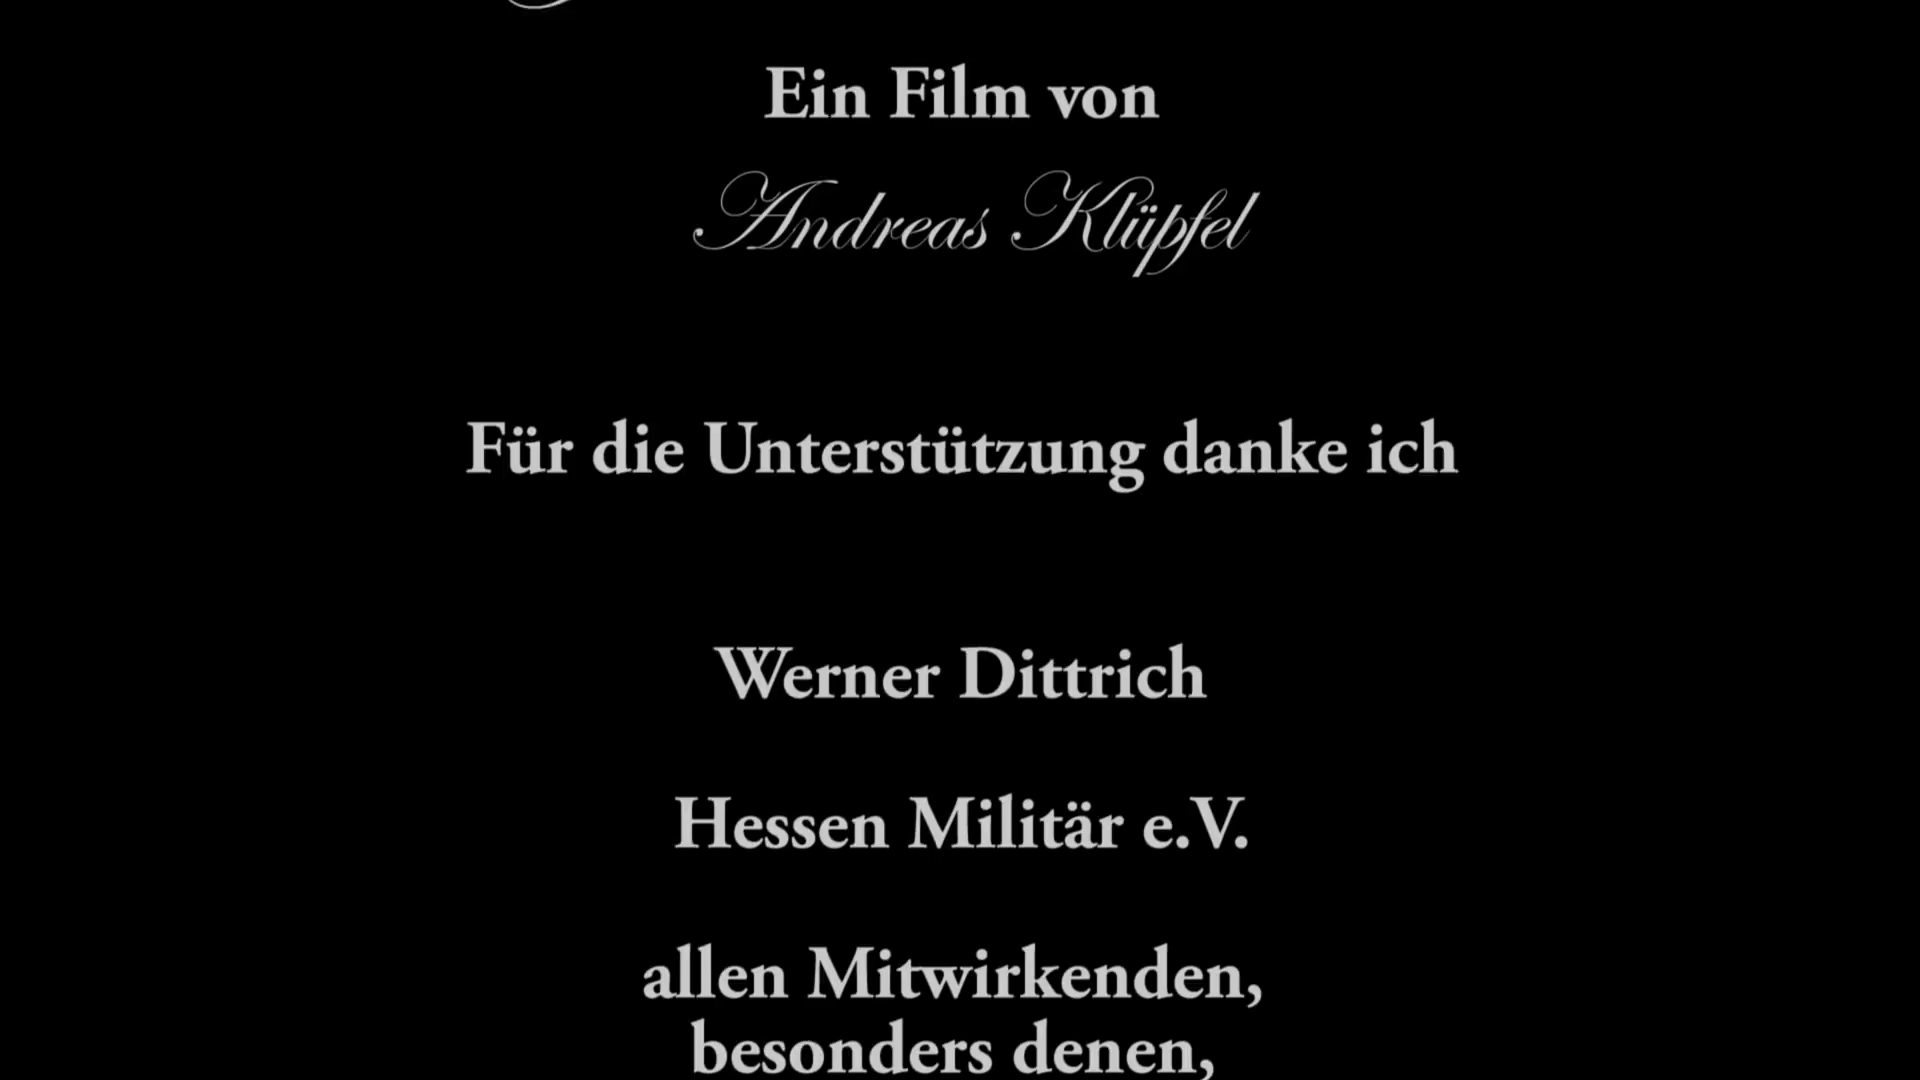 Ein Film von
Andreas Klüpfel
Für die Unterstützung danke ich
Werner Dittrich
Hessen Militär e.V.
allen Mitwirkenden,
besonders denen,